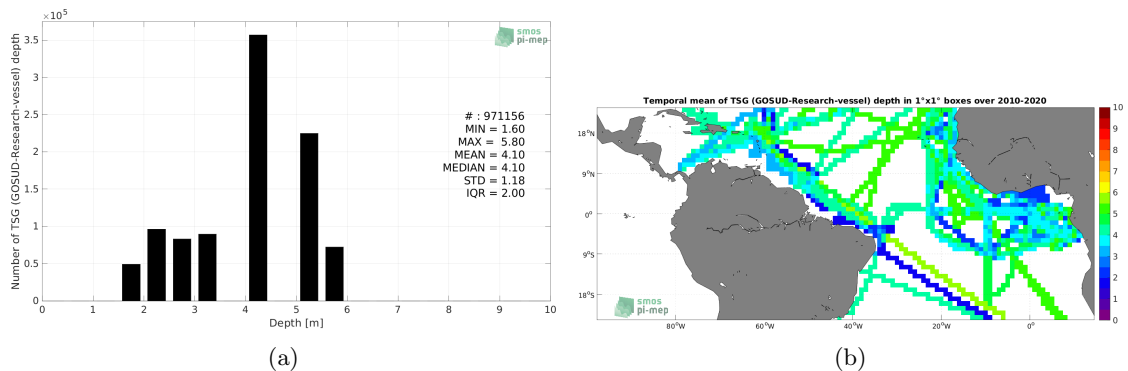 ×10⁵
smos
pi-mep
3.5
3
2.5
2
1.5
1
0.5
0
Number of TSG (GOSUD-Research-vessel) depth
# : 971156
MIN = 1.60
MAX = 5.80
MEAN = 4.10
MEDIAN = 4.10
STD = 1.18
IQR = 2.00
0 1 2 3 4 5 6 7 8 9 10
Depth [m]
(a)
Temporal mean of TSG (GOSUD-Research-vessel) depth in 1°x1° boxes over 2010-2020
18°N
9°N
0°
9°S
18°S
80°W 60°W 40°W 20°W 0°
smos
pi-mep
10
9
8
7
6
5
4
3
2
1
0
(b)